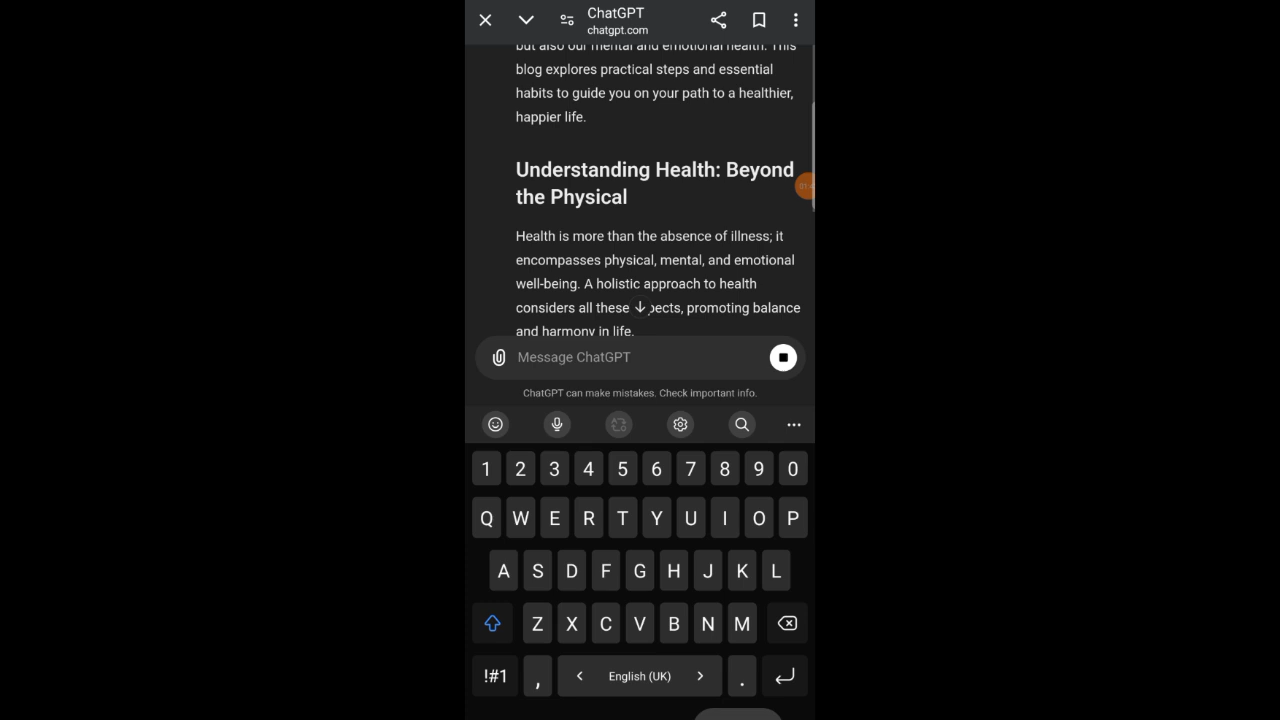 ChatGPT
chatgpt.com
but also our mental and emotional health. This
blog explores practical steps and essential
habits to guide you on your path to a healthier,
happier life.
Understanding Health: Beyond
the Physical
Health is more than the absence of illness; it
encompasses physical, mental, and emotional
well-being. A holistic approach to health
considers all these pects, promoting balance
and harmony in life.
Message ChatGPT
ChatGPT can make mistakes. Check important info.
1 2 3 4 5 6 7 8 9 0
Q W E R T Y U I O P
A S D F G H J K L
Z X C V B N M
!#1 , < English (UK) > .